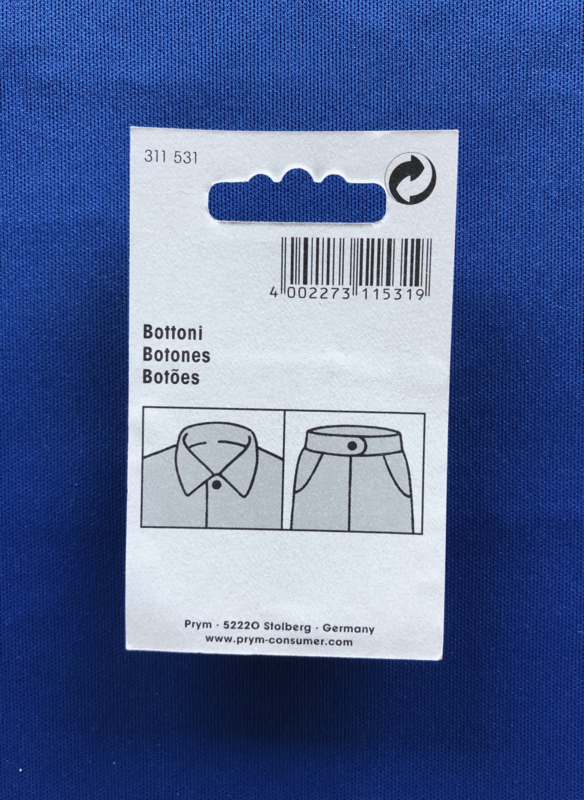 311 531
4 002273 115319
Bottoni
Botones
Botões
Prym · 52220 Stolberg · Germany
www.prym-consumer.com